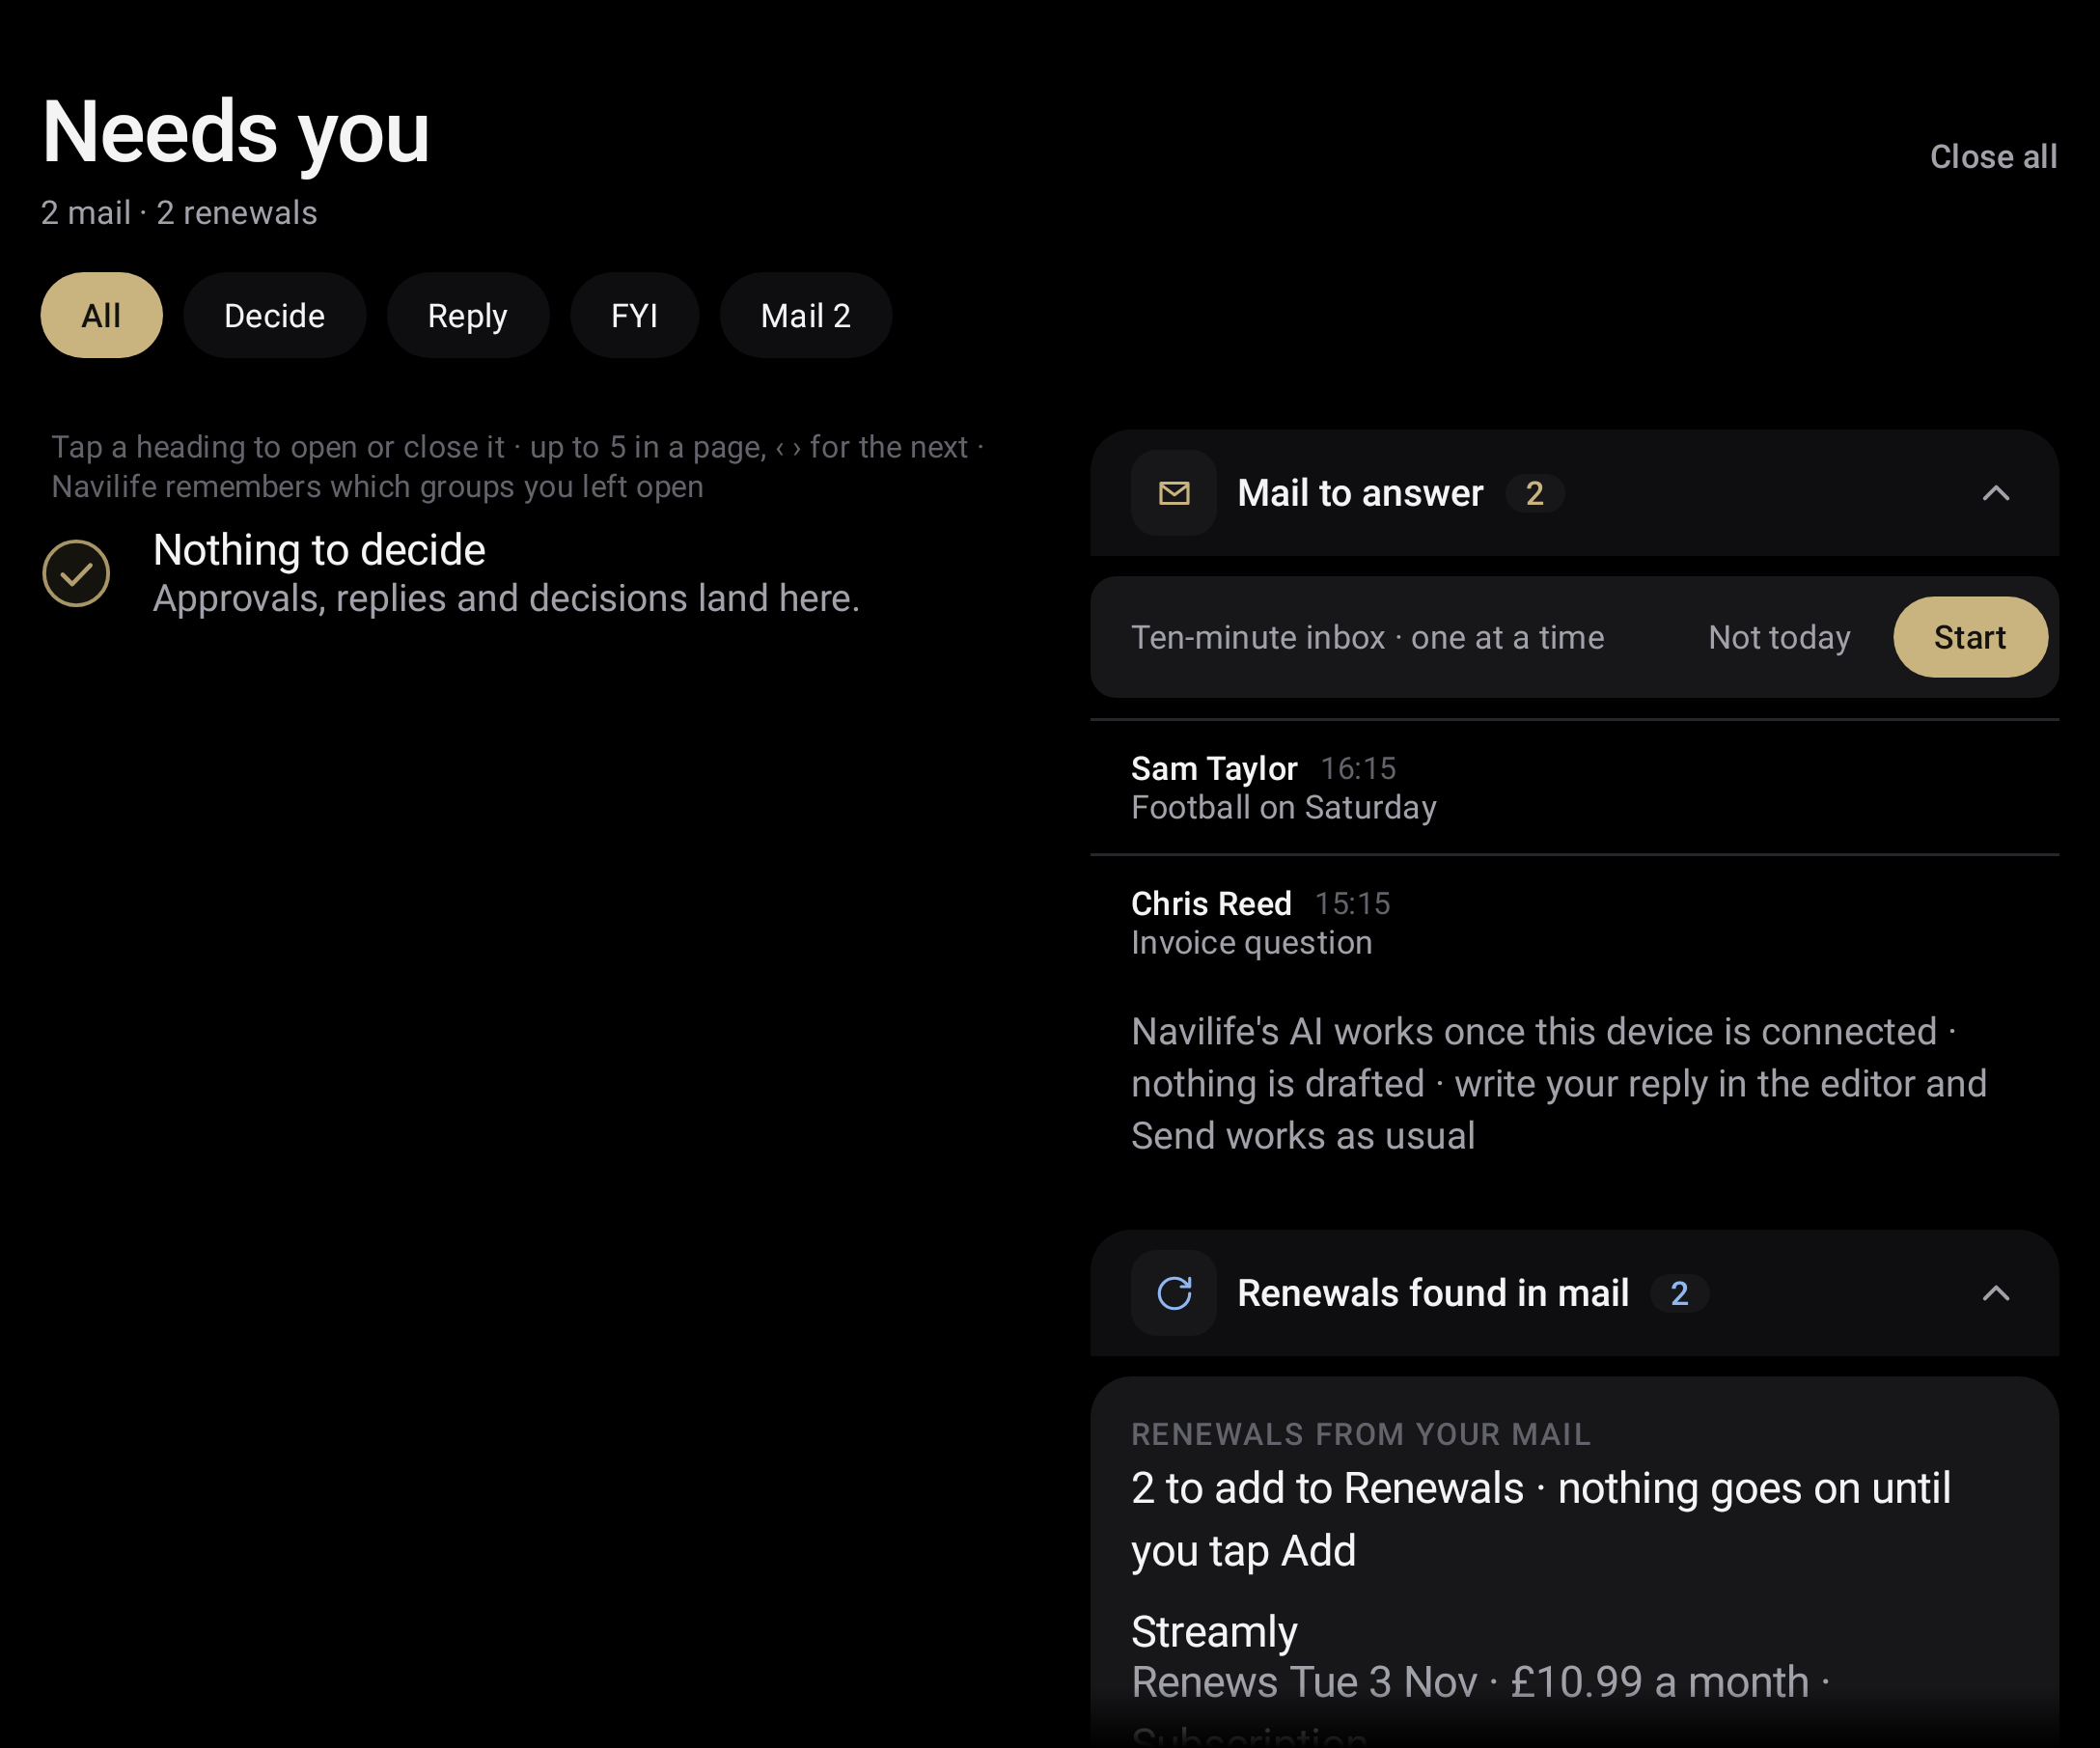 Needs you
Close all
2 mail · 2 renewals
All
Decide
Reply
FYI
Mail 2
Tap a heading to open or close it · up to 5 in a page, ‹ › for the next ·
Navilife remembers which groups you left open
Nothing to decide
Approvals, replies and decisions land here.
Mail to answer 2
Ten-minute inbox · one at a time
Not today
Start
Sam Taylor 16:15
Football on Saturday
Chris Reed 15:15
Invoice question
Navilife's AI works once this device is connected ·
nothing is drafted · write your reply in the editor and
Send works as usual
Renewals found in mail 2
RENEWALS FROM YOUR MAIL
2 to add to Renewals · nothing goes on until
you tap Add
Streamly
Renews Tue 3 Nov · £10.99 a month ·
Subscription